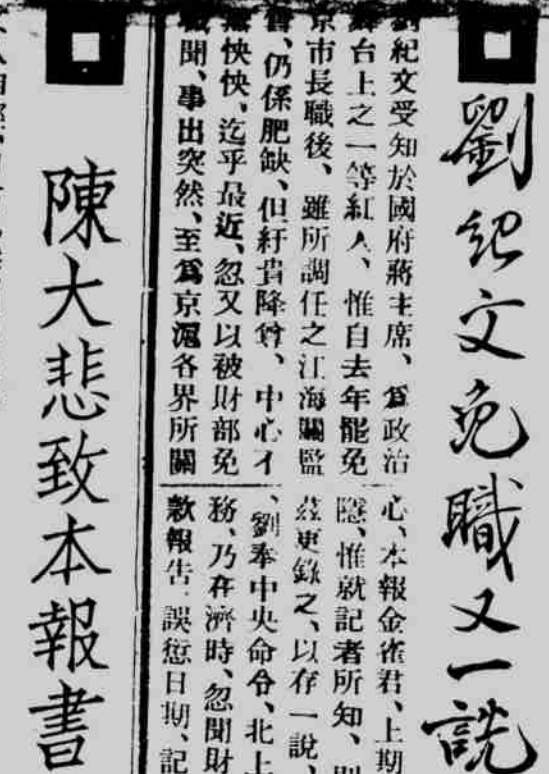 劉紀文免職又一説
劉紀文受知於國府蔣主席、爲政治
舞台上之一等紅人、惟自去年罷免
京市長職後、雖所調任之江海關監
督、仍係肥缺、但紆貴降尊、中心不
怏怏、迄乎最近、忽又以被財部免
聞、事出突然、至爲京滬各界所關
心、本報金雀君、上期
隱、惟就記者所知、則
茲更錄之、以存一說、
、劉奉中央命令、北上
務、乃在濟時、忽聞財
欵報告、誤愆日期、記
陳大悲致本報書